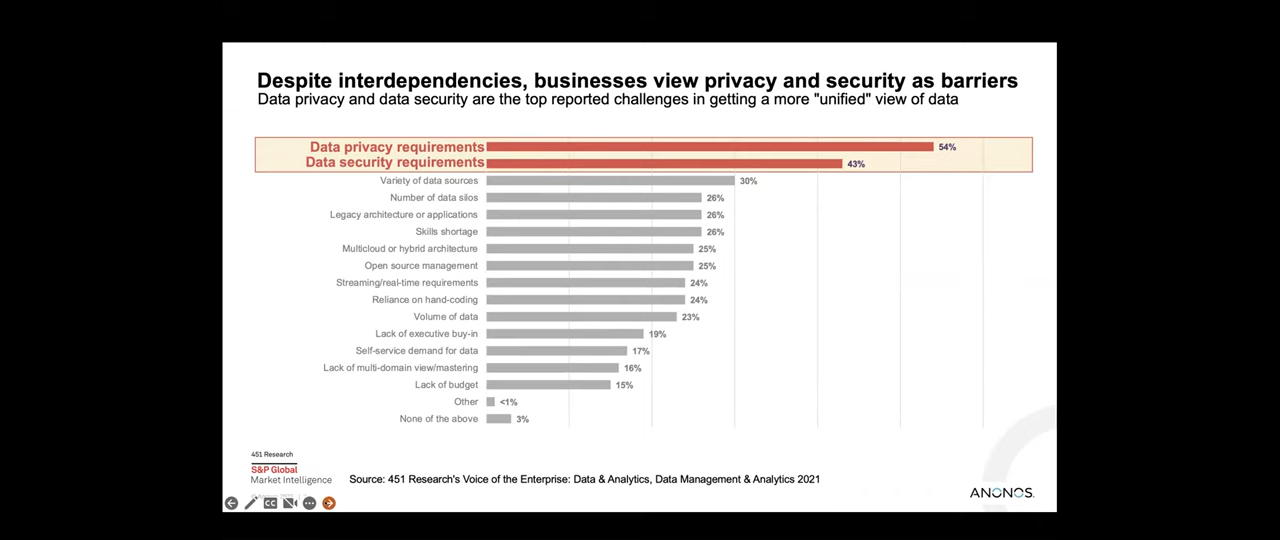 Despite interdependencies, businesses view privacy and security as barriers
Data privacy and data security are the top reported challenges in getting a more "unified" view of data
Data privacy requirements 54%
Data security requirements 43%
Variety of data sources 30%
Number of data silos 26%
Legacy architecture or applications 26%
Skills shortage 26%
Multicloud or hybrid architecture 25%
Open source management 25%
Streaming/real-time requirements 24%
Reliance on hand-coding 24%
Volume of data 23%
Lack of executive buy-in 19%
Self-service demand for data 17%
Lack of multi-domain view/mastering 16%
Lack of budget 15%
Other <1%
None of the above 3%
451 Research
S&P Global
Market Intelligence
Source: 451 Research's Voice of the Enterprise: Data & Analytics, Data Management & Analytics 2021
CC
ANONOS.